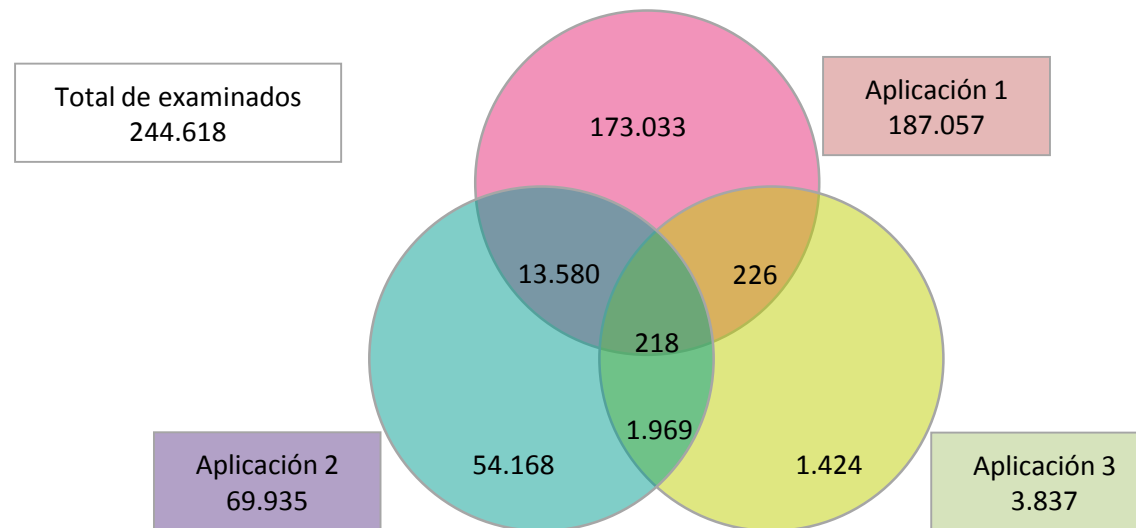 Total de examinados
244.618
Aplicación 1
187.057
173.033
13.580
226
218
1.969
54.168
1.424
Aplicación 2
69.935
Aplicación 3
3.837